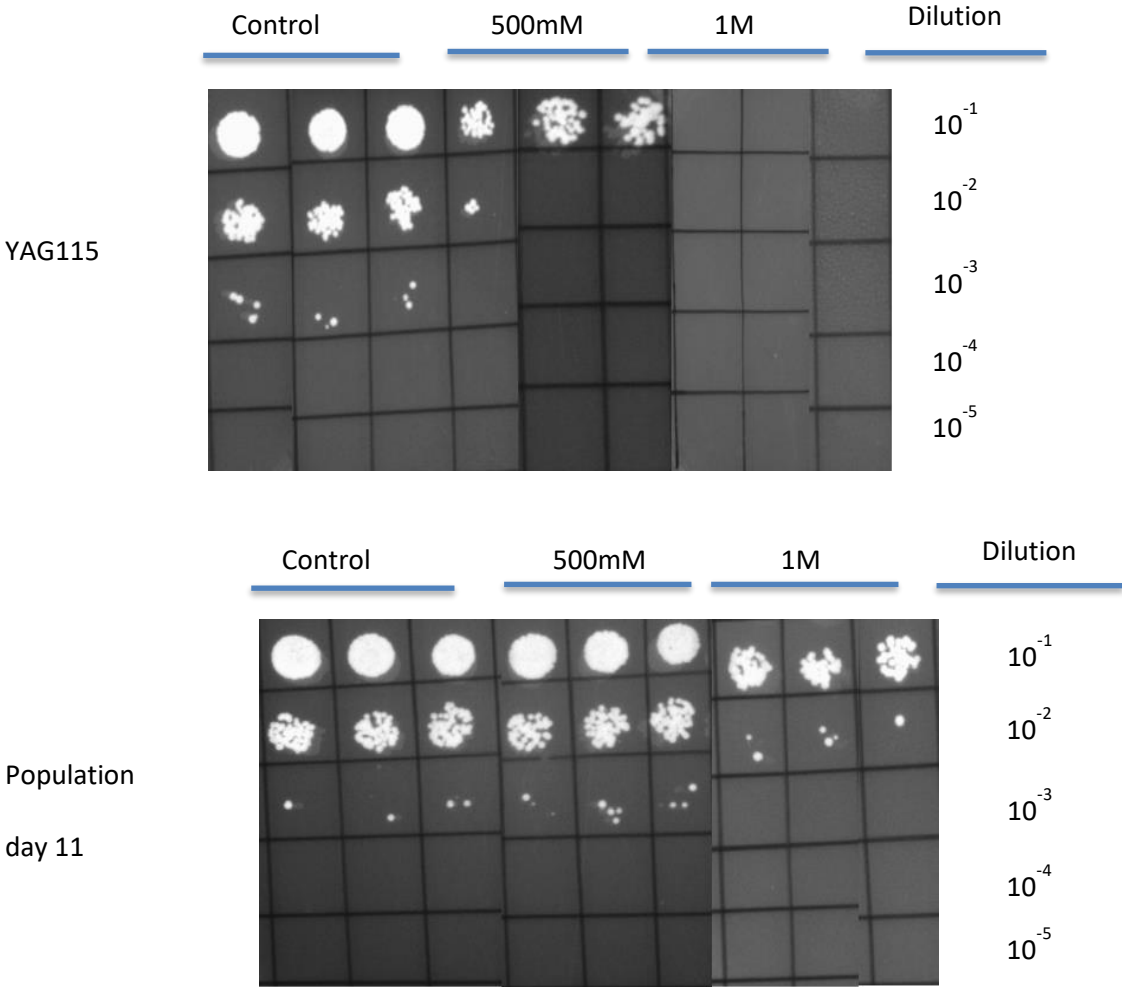 Control 500mM 1M Dilution
10⁻¹
10⁻²
YAG115
10⁻³
10⁻⁴
10⁻⁵
Control 500mM 1M Dilution
10⁻¹
10⁻²
Population
10⁻³
day 11
10⁻⁴
10⁻⁵